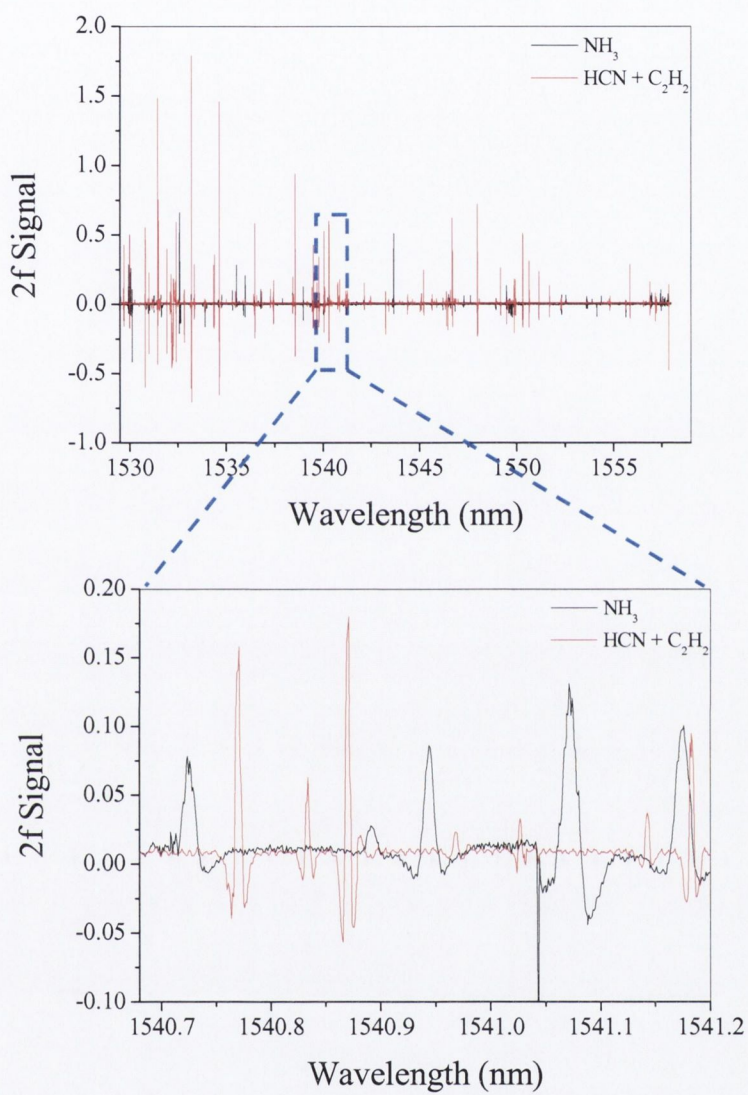 2.0
1.5
1.0
0.5
0.0
-0.5
-1.0
2f Signal
NH₃
HCN + C₂H₂
1530 1535 1540 1545 1550 1555
Wavelength (nm)
0.20
0.15
0.10
0.05
0.00
-0.05
-0.10
2f Signal
NH₃
HCN + C₂H₂
1540.7 1540.8 1540.9 1541.0 1541.1 1541.2
Wavelength (nm)